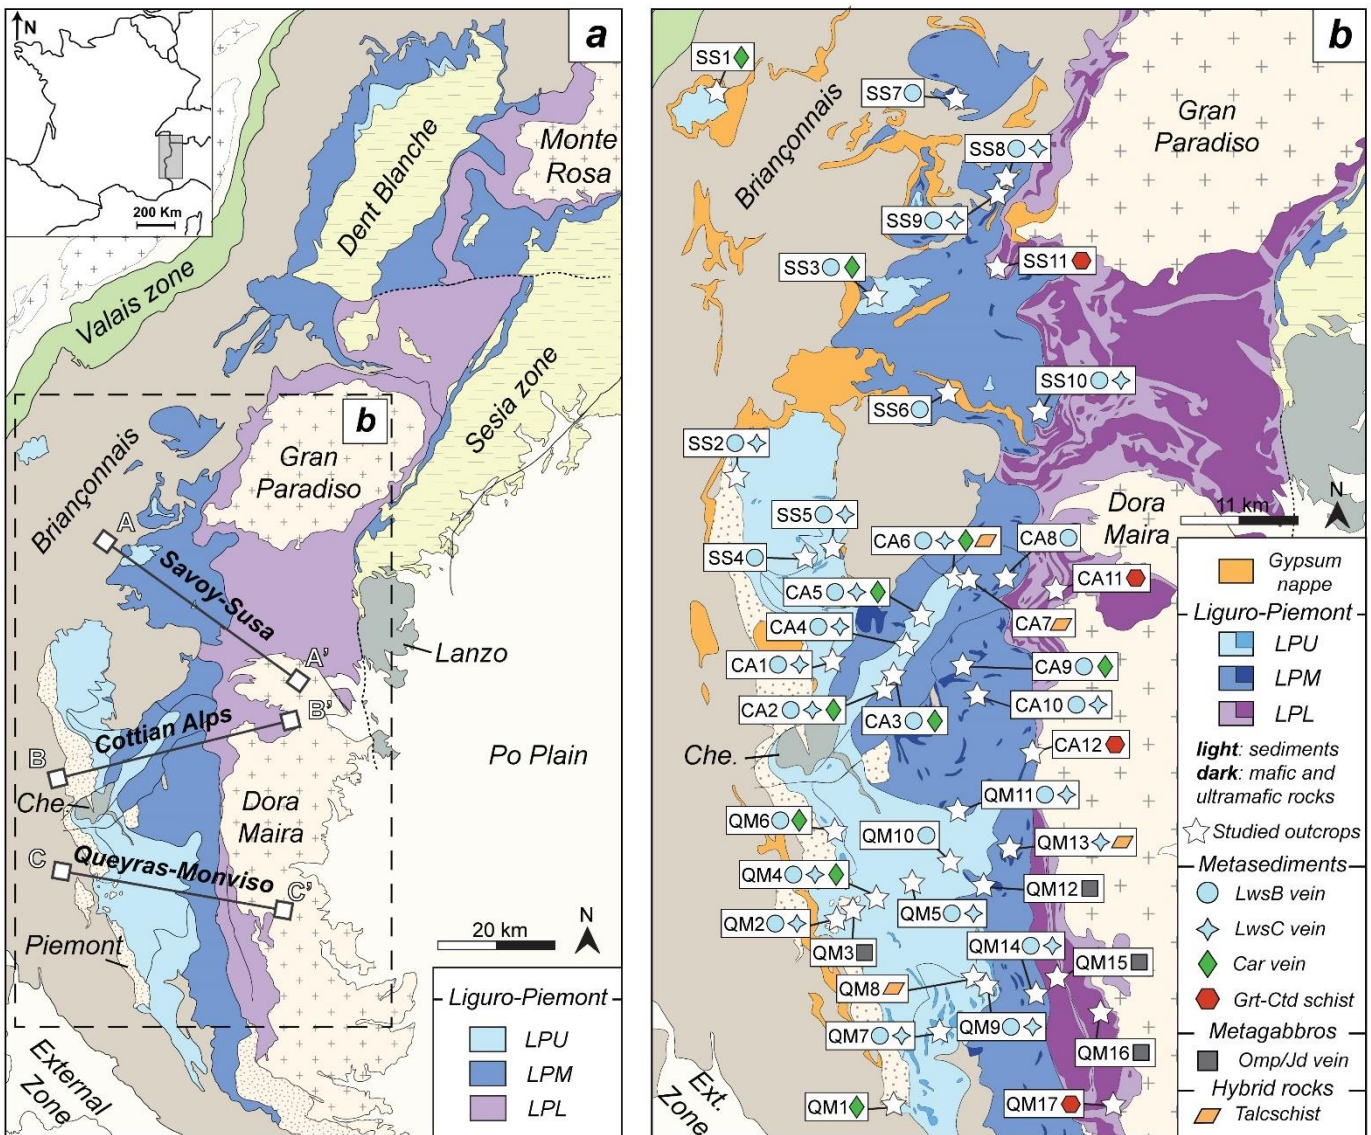 N
200 Km
a
Monte
Rosa
Dent Blanche
Valais zone
Sesia zone
b
Briançonnais
Gran
Paradiso
A
Savoy-Susa
A'
Lanzo
B'
Cottian Alps
B
Che.
Po Plain
Dora
Maira
C
Queyras-Monviso
C'
Piemont
20 km
N
External
Zone
Liguro-Piemont
LPU
LPM
LPL
b
SS1
SS7
Gran
Paradiso
Briançonnais
SS8
SS9
SS3
SS11
SS10
SS6
SS2
Dora
Maira
11 km
N
SS5
CA6
CA8
SS4
CA5
CA11
CA4
CA7
CA1
CA9
CA2
CA3
CA10
Che.
CA12
QM11
QM6
QM10
QM13
QM4
QM12
QM2
QM5
QM3
QM14
QM15
QM8
QM7
QM9
QM16
Ext.
Zone
QM1
QM17
Gypsum
nappe
Liguro-Piemont
LPU
LPM
LPL
light: sediments
dark: mafic and
ultramafic rocks
Studied outcrops
Metasediments
LwsB vein
LwsC vein
Car vein
Grt-Ctd schist
Metagabbros
Omp/Jd vein
Hybrid rocks
Talcschist